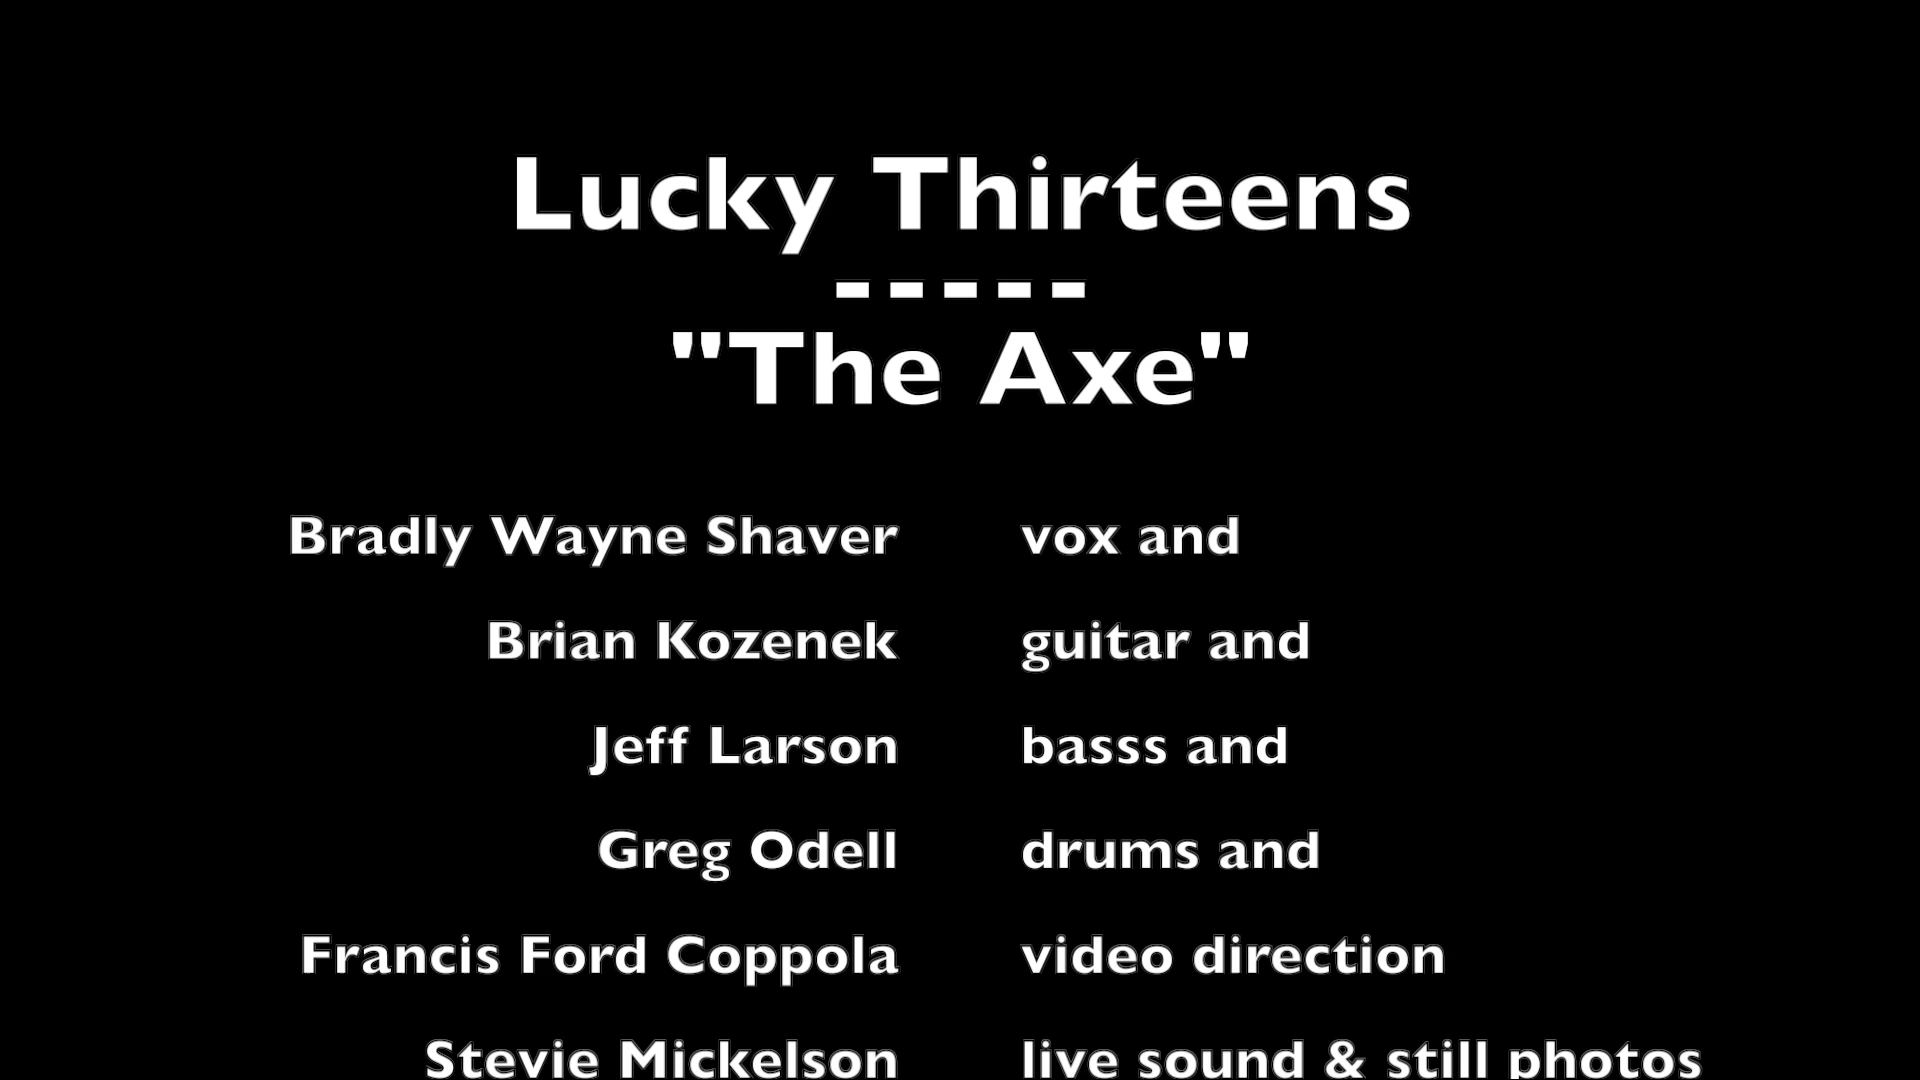 Lucky Thirteens
-----
"The Axe"
Bradly Wayne Shaver vox and
Brian Kozenek guitar and
Jeff Larson basss and
Greg Odell drums and
Francis Ford Coppola video direction
Stevie Mickelson live sound & still photos